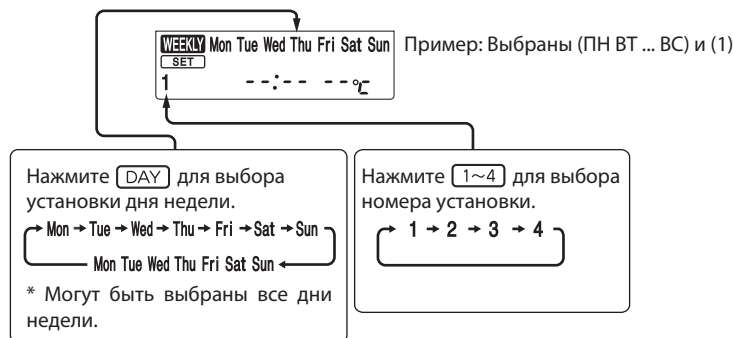 WEEKLY Mon Tue Wed Thu Fri Sat Sun
SET
1 --:-- --°C
Пример: Выбраны (ПН ВТ ... ВС) и (1)
Нажмите DAY для выбора
установки дня недели.
Mon → Tue → Wed → Thu → Fri → Sat → Sun
Mon Tue Wed Thu Fri Sat Sun
* Могут быть выбраны все дни
недели.
Нажмите 1~4 для выбора
номера установки.
1 → 2 → 3 → 4